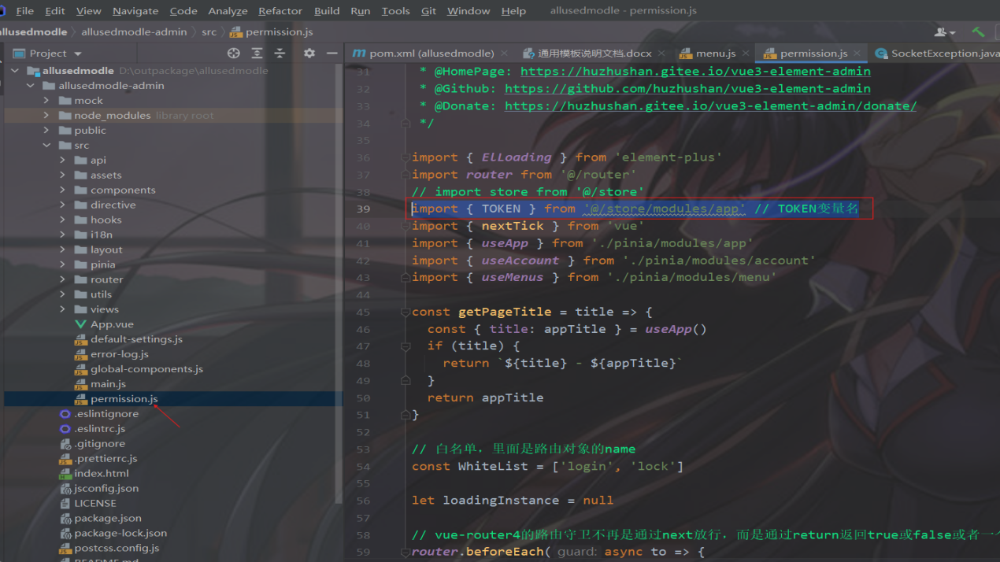 File Edit View Navigate Code Analyze Refactor Build Run Tools Git Window Help allusedmodle - permission.js
allusedmodle allusedmodle-admin src permission.js
Project
pom.xml (allusedmodle) 通用模板说明文档.docx menu.js permission.js SocketException.java
allusedmodle D:\outpackage\allusedmodle
allusedmodle-admin
mock
node_modules library root
public
src
api
assets
components
directive
hooks
i18n
layout
pinia
router
utils
views
App.vue
default-settings.js
error-log.js
global-components.js
main.js
permission.js
.eslintignore
.eslintrc.js
.gitignore
.prettierrc.js
index.html
jsconfig.json
LICENSE
package.json
package-lock.json
postcss.config.js
README.md
31 * @HomePage: https://huzhushan.gitee.io/vue3-element-admin
32 * @Github: https://github.com/huzhushan/vue3-element-admin
33 * @Donate: https://huzhushan.gitee.io/vue3-element-admin/donate/
34 */
35
36 import { ElLoading } from 'element-plus'
37 import router from '@/router'
38 // import store from '@/store'
39 import { TOKEN } from '@/store/modules/app' // TOKEN变量名
40 import { nextTick } from 'vue'
41 import { useApp } from './pinia/modules/app'
42 import { useAccount } from './pinia/modules/account'
43 import { useMenus } from './pinia/modules/menu'
44
45 const getPageTitle = title => {
46 const { title: appTitle } = useApp()
47 if (title) {
48 return `${title} - ${appTitle}`
49 }
50 return appTitle
51 }
52
53 // 白名单，里面是路由对象的name
54 const WhiteList = ['login', 'lock']
55
56 let loadingInstance = null
57
58 // vue-router4的路由守卫不再是通过next放行，而是通过return返回true或false或者一个
59 router.beforeEach( guard: async to => {